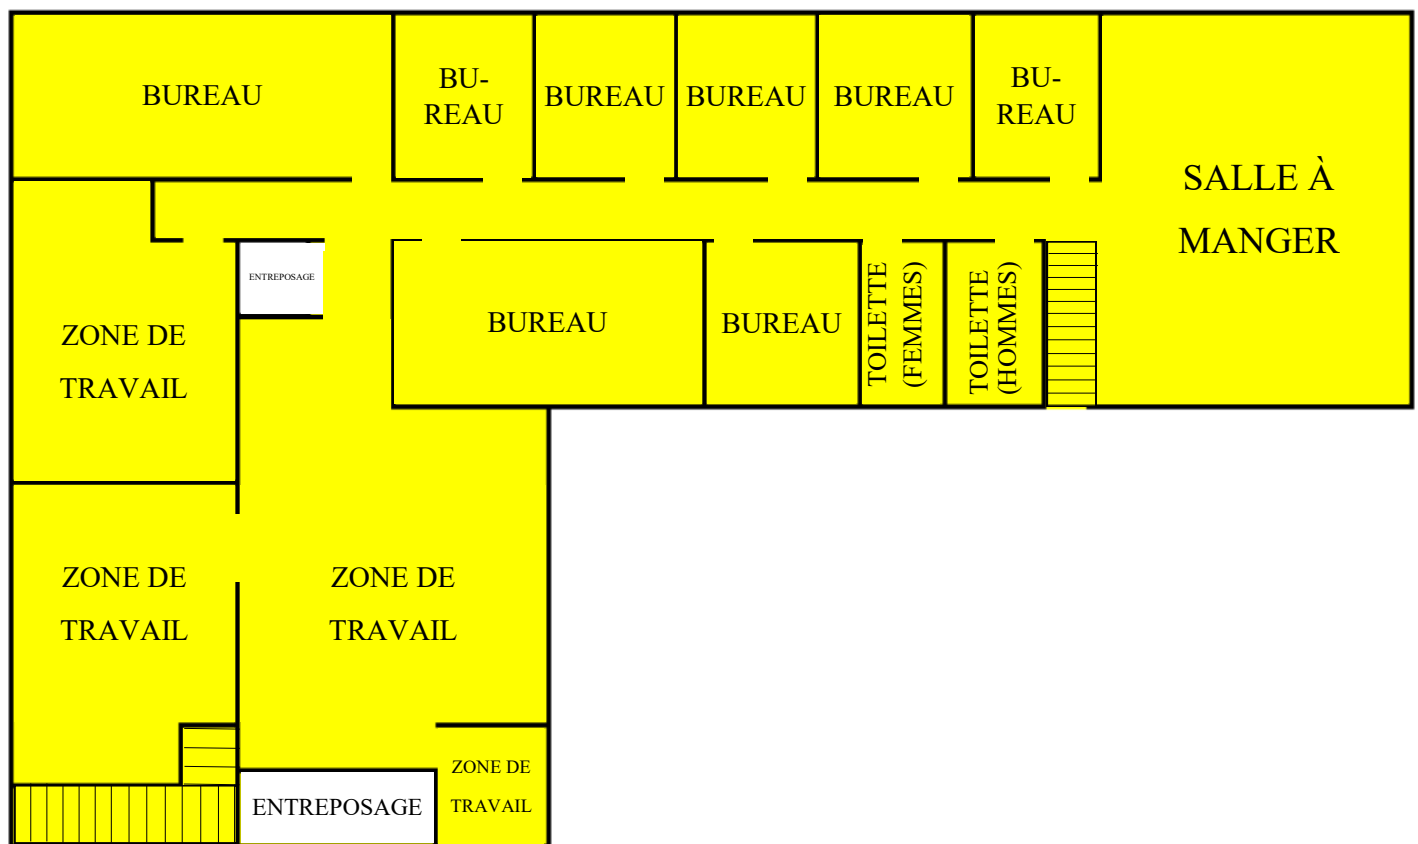 BUREAU
BU-
REAU
BUREAU
BUREAU
BUREAU
BU-
REAU
SALLE À
MANGER
ENTREPOSAGE
ZONE DE
TRAVAIL
BUREAU
BUREAU
TOILETTE
(FEMMES)
TOILETTE
(HOMMES)
ZONE DE
TRAVAIL
ZONE DE
TRAVAIL
ENTREPOSAGE
ZONE DE
TRAVAIL